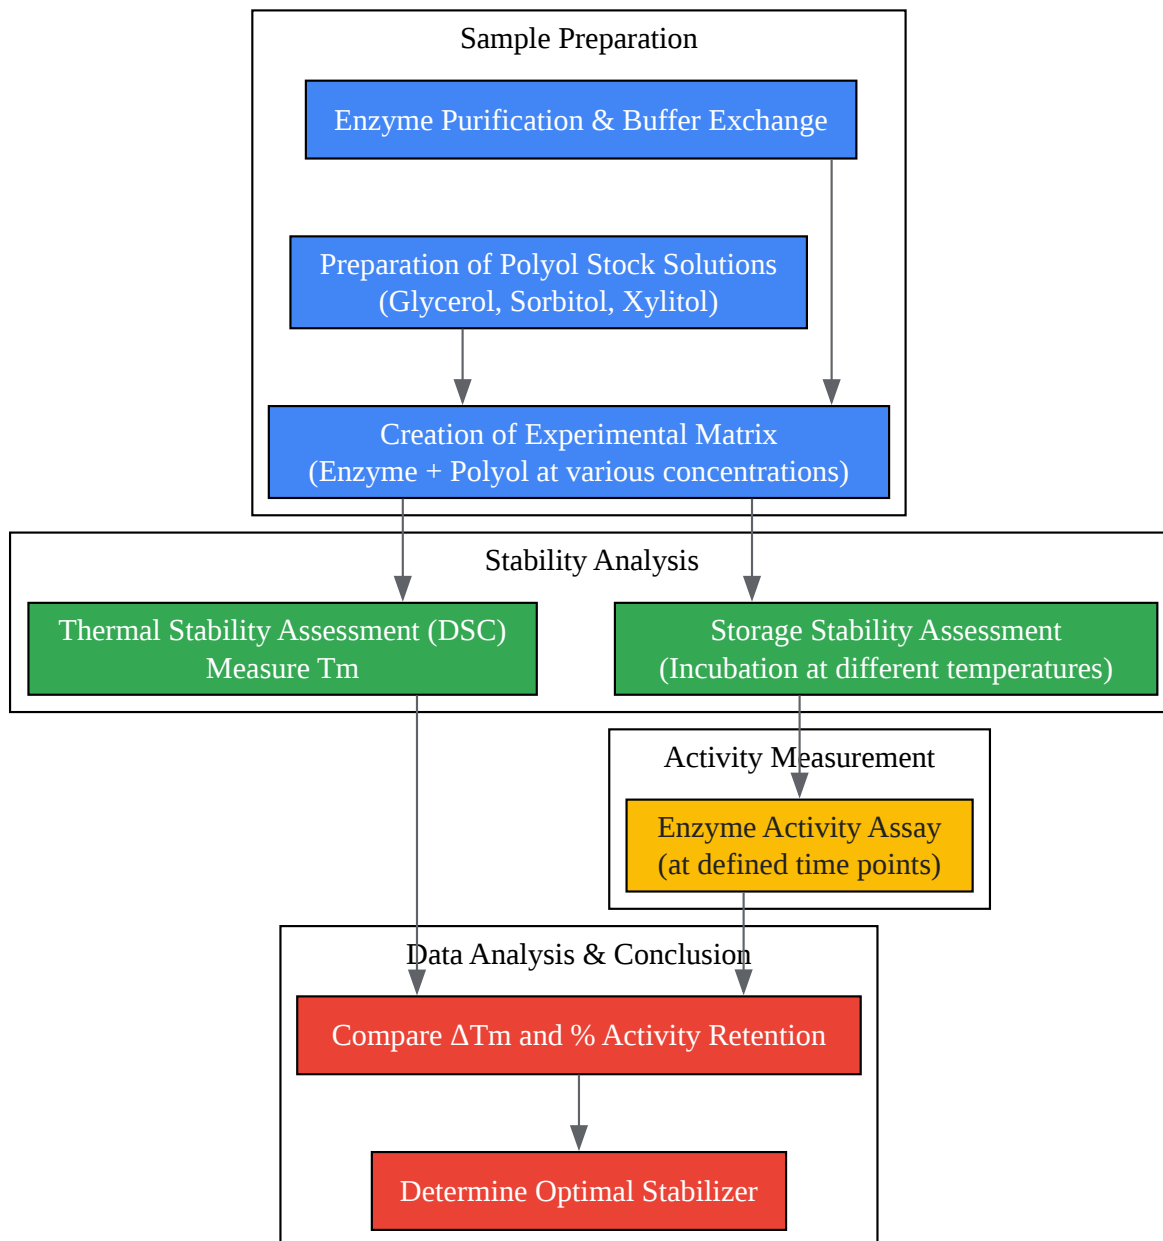 Sample Preparation
Enzyme Purification & Buffer Exchange
Preparation of Polyol Stock Solutions
(Glycerol, Sorbitol, Xylitol)
Creation of Experimental Matrix
(Enzyme + Polyol at various concentrations)
Stability Analysis
Thermal Stability Assessment (DSC)
Measure Tm
Storage Stability Assessment
(Incubation at different temperatures)
Activity Measurement
Enzyme Activity Assay
(at defined time points)
Data Analysis & Conclusion
Compare ΔTm and % Activity Retention
Determine Optimal Stabilizer